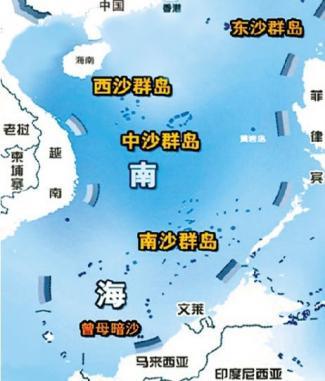 中国
香港
东沙群岛
海南
西沙群岛
菲律宾
老挝
越南
中沙群岛
黄岩岛
柬埔寨
南
南沙群岛
海
文莱
曾母暗沙
马来西亚
印度尼西亚